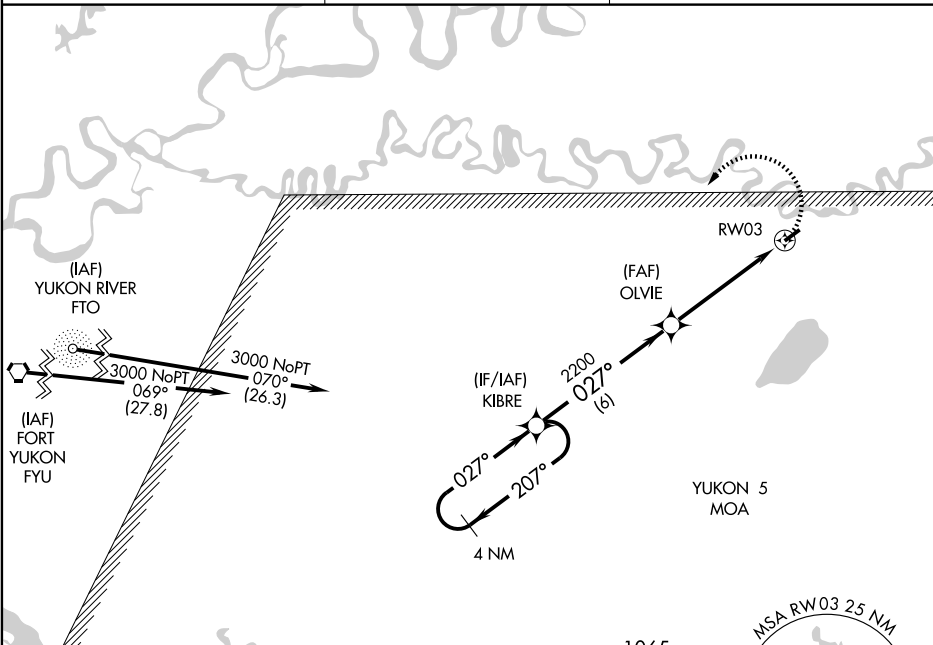 RW03
(FAF)
OLVIE
(IAF)
YUKON RIVER
FTO
3000 NoPT
070°
(26.3)
3000 NoPT
069°
(27.8)
(IAF)
FORT
YUKON
FYU
(IF/IAF)
KIBRE
2200
027°
(6)
027°
207°
4 NM
YUKON 5
MOA
MSA RW03 25 NM